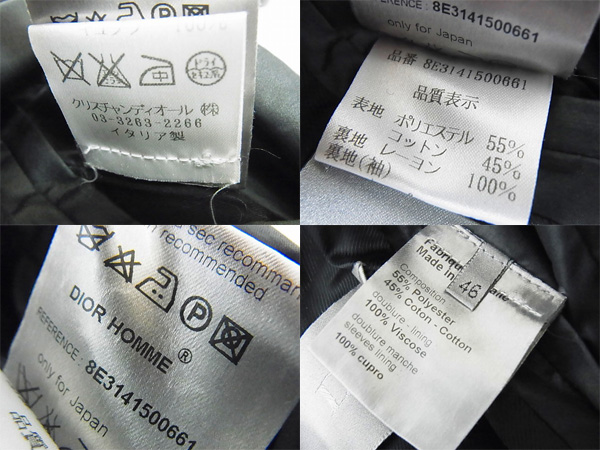 クリスチャンディオール ㈱
03-3263-2266
イタリア製
REFERENCE: 8E3141500661
only for Japan
品番 8E3141500661
品質表示
表地 ポリエステル 55%
コットン 45%
裏地 レーヨン 100%
裏地(袖)
sec recomman
recommended
DIOR HOMME®
REFERENCE: 8E3141500661
only for Japan
品質
Made in
46
Composition
55% Polyester
45% Coton - Cotton
doublure - lining
100% Viscose
doublure manche
sleeves lining
100% cupro